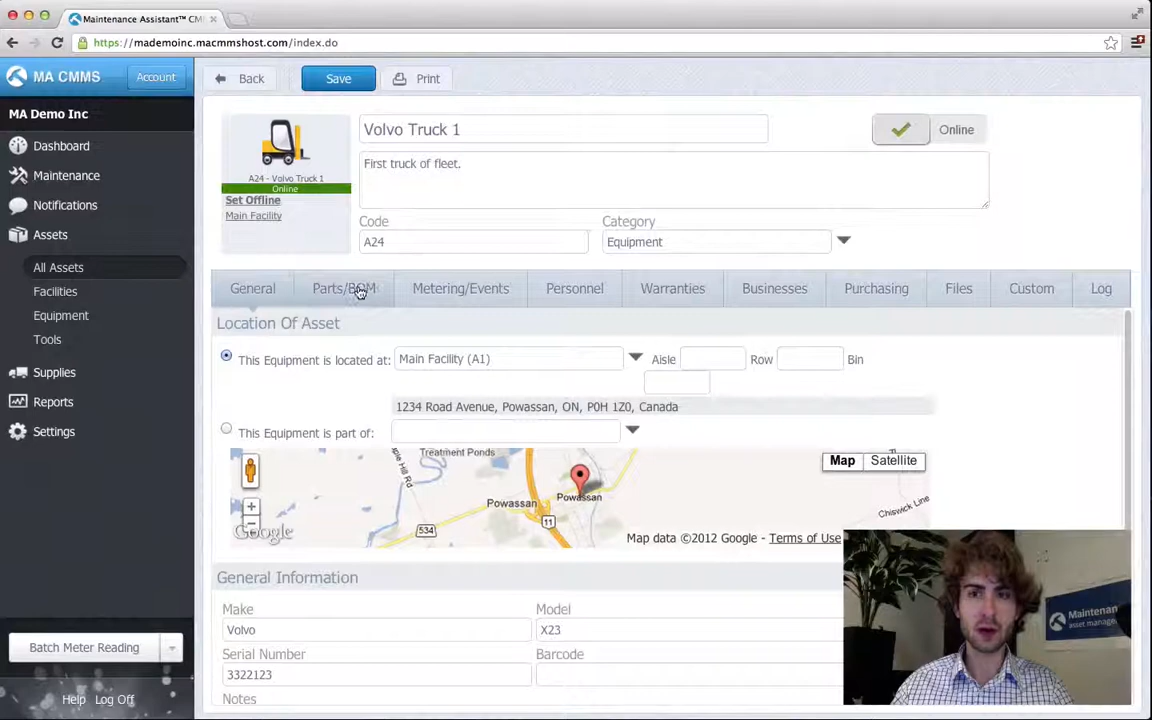 Maintenance Assistant™ CM
https://mademoinc.macmmshost.com/index.do
MA CMMS
Account
Back
Save
Print
MA Demo Inc
Dashboard
Maintenance
Notifications
Assets
All Assets
Facilities
Equipment
Tools
Supplies
Reports
Settings
Batch Meter Reading
Help
Log Off
A24 - Volvo Truck 1
Online
Set Offline
Main Facility
Volvo Truck 1
Online
First truck of fleet.
Code
Category
A24
Equipment
General
Parts/BOM
Metering/Events
Personnel
Warranties
Businesses
Purchasing
Files
Custom
Log
Location Of Asset
This Equipment is located at:
Main Facility (A1)
Aisle
Row
Bin
1234 Road Avenue, Powassan, ON, P0H 1Z0, Canada
This Equipment is part of:
Treatment Ponds
Map
Satellite
Powassan
Powassan
Chiswick Line
534
11
Google
Map data ©2012 Google -
Terms of Use
General Information
Make
Model
Volvo
X23
Serial Number
Barcode
3322123
Notes
Maintenan
asset manage